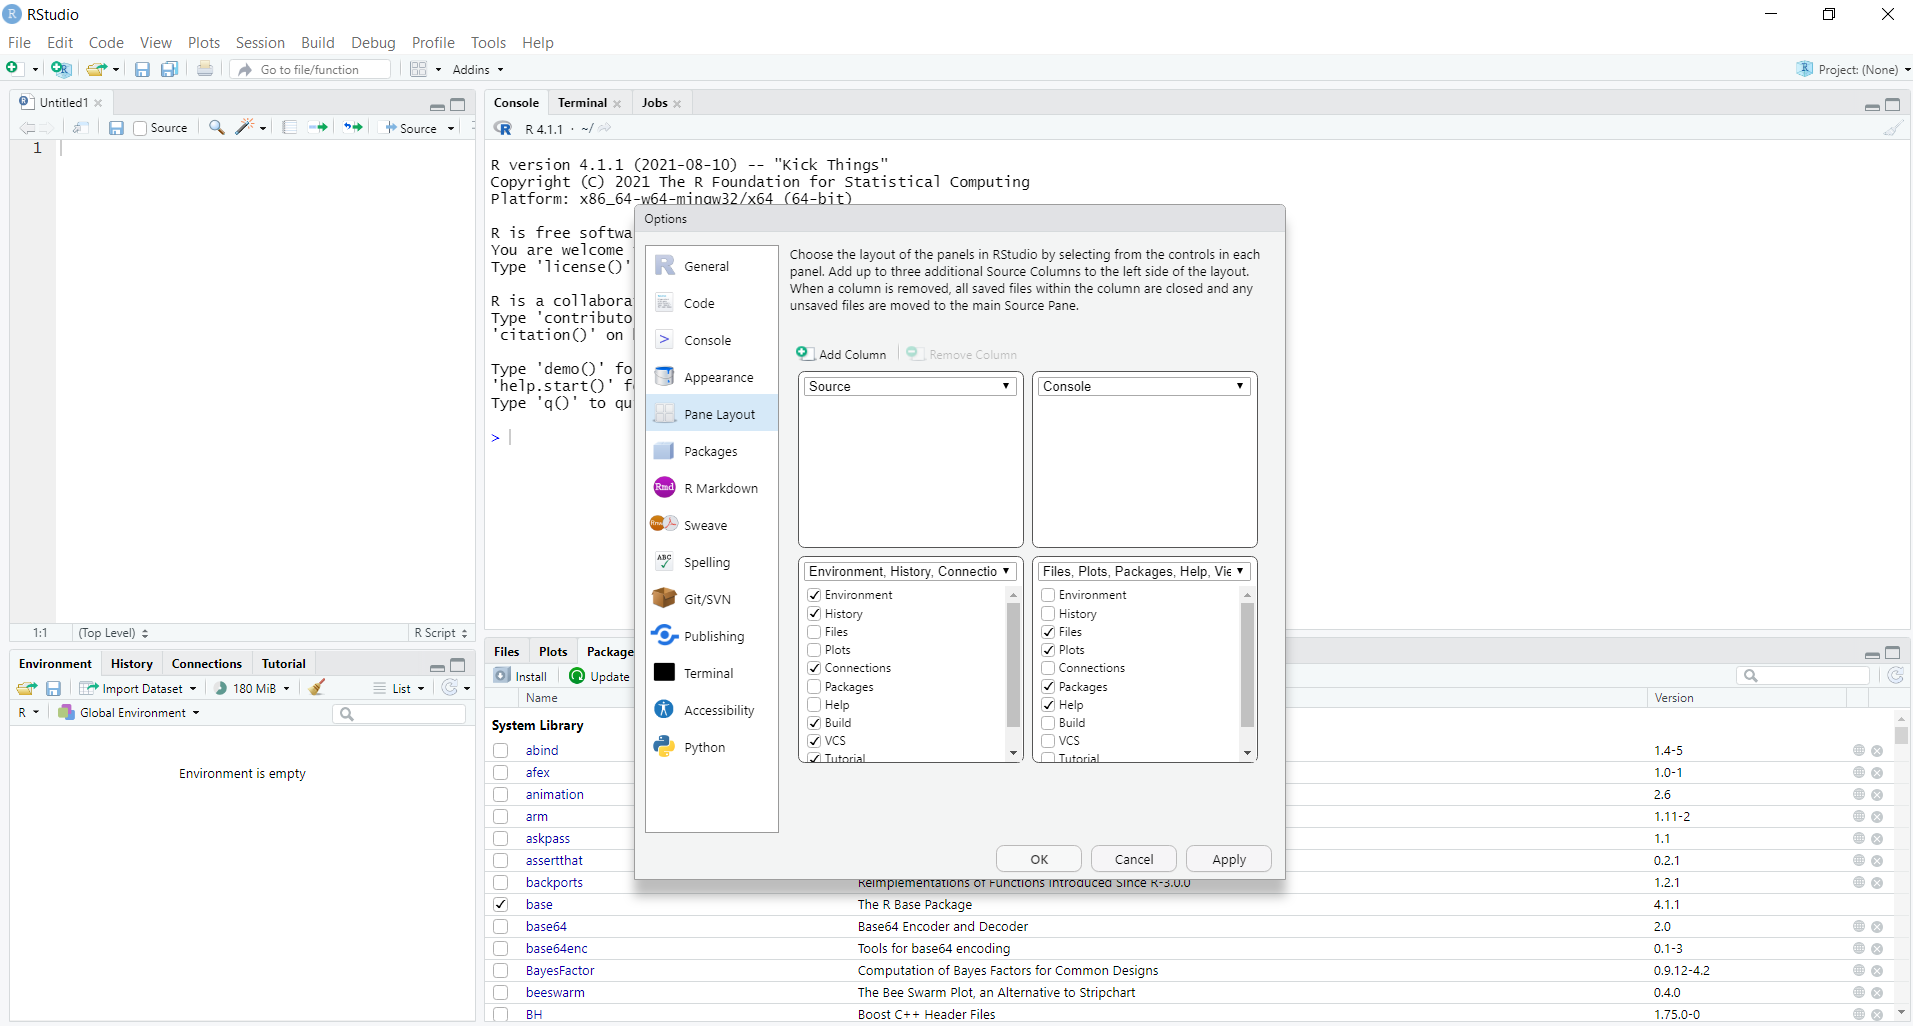 RStudio
File Edit Code View Plots Session Build Debug Profile Tools Help
Go to file/function Addins Project: (None)
Untitled1
Source Source
1
1:1 (Top Level) R Script
Console Terminal Jobs
R 4.1.1 · ~/
R version 4.1.1 (2021-08-10) -- "Kick Things"
Copyright (C) 2021 The R Foundation for Statistical Computing
Platform: x86_64-w64-mingw32/x64 (64-bit)
R is free softwa
You are welcome
Type 'license()'
R is a collabora
Type 'contributo
'citation()' on
Type 'demo()' fo
'help.start()' f
Type 'q()' to qu
>
Environment History Connections Tutorial
Import Dataset 180 MiB List
R Global Environment
Environment is empty
Files Plots Package
Install Update
Name Version
System Library
abind 1.4-5
afex 1.0-1
animation 2.6
arm 1.11-2
askpass 1.1
assertthat 0.2.1
backports Reimplementations of Functions Introduced Since R-3.0.0 1.2.1
base The R Base Package 4.1.1
base64 Base64 Encoder and Decoder 2.0
base64enc Tools for base64 encoding 0.1-3
BayesFactor Computation of Bayes Factors for Common Designs 0.9.12-4.2
beeswarm The Bee Swarm Plot, an Alternative to Stripchart 0.4.0
BH Boost C++ Header Files 1.75.0-0
Options
General
Code
Console
Appearance
Pane Layout
Packages
Rmd R Markdown
Sweave
ABC Spelling
Git/SVN
Publishing
Terminal
Accessibility
Python
Choose the layout of the panels in RStudio by selecting from the controls in each
panel. Add up to three additional Source Columns to the left side of the layout.
When a column is removed, all saved files within the column are closed and any
unsaved files are moved to the main Source Pane.
Add Column Remove Column
Source
Console
Environment, History, Connectio
Environment
History
Files
Plots
Connections
Packages
Help
Build
VCS
Tutorial
Files, Plots, Packages, Help, Vie
Environment
History
Files
Plots
Connections
Packages
Help
Build
VCS
Tutorial
OK Cancel Apply